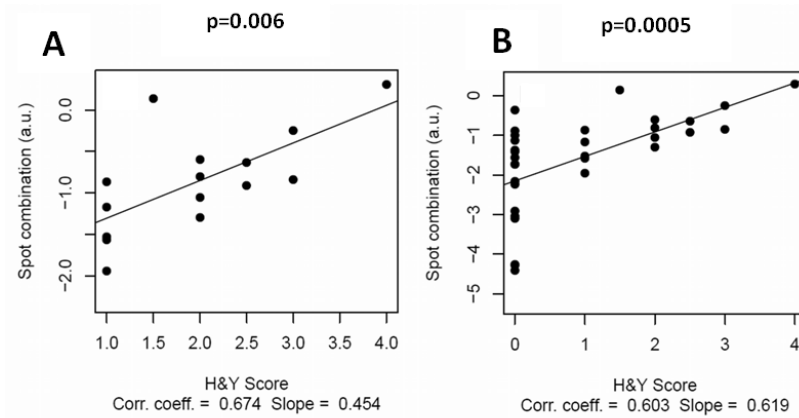 A
p=0.006
Spot combination (a.u.)
0.0
−1.0
−2.0
1.0 1.5 2.0 2.5 3.0 3.5 4.0
H&Y Score
Corr. coeff. = 0.674 Slope = 0.454
B
p=0.0005
Spot combination (a.u.)
0
−1
−2
−3
−4
−5
0 1 2 3 4
H&Y Score
Corr. coeff. = 0.603 Slope = 0.619